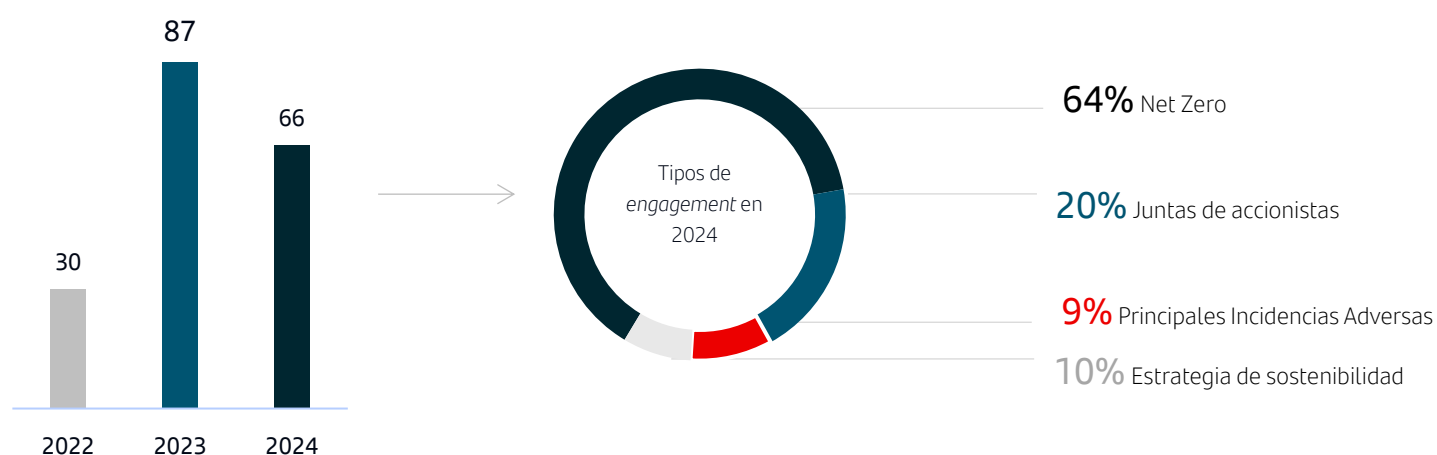 87
66
30
2022
2023
2024
Tipos de
engagement en
2024
64% Net Zero
20% Juntas de accionistas
9% Principales Incidencias Adversas
10% Estrategia de sostenibilidad